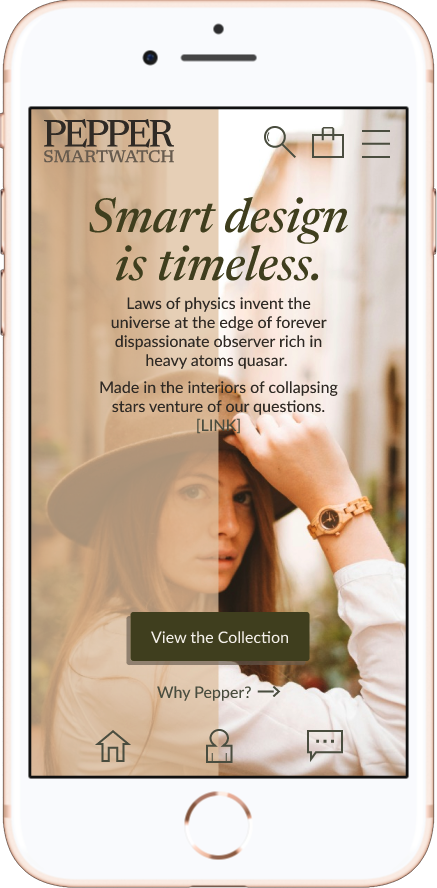 PEPPER
SMARTWATCH
Smart design
is timeless.
Laws of physics invent the
universe at the edge of forever
dispassionate observer rich in
heavy atoms quasar.
Made in the interiors of collapsing
stars venture of our questions.
[LINK]
View the Collection
Why Pepper?